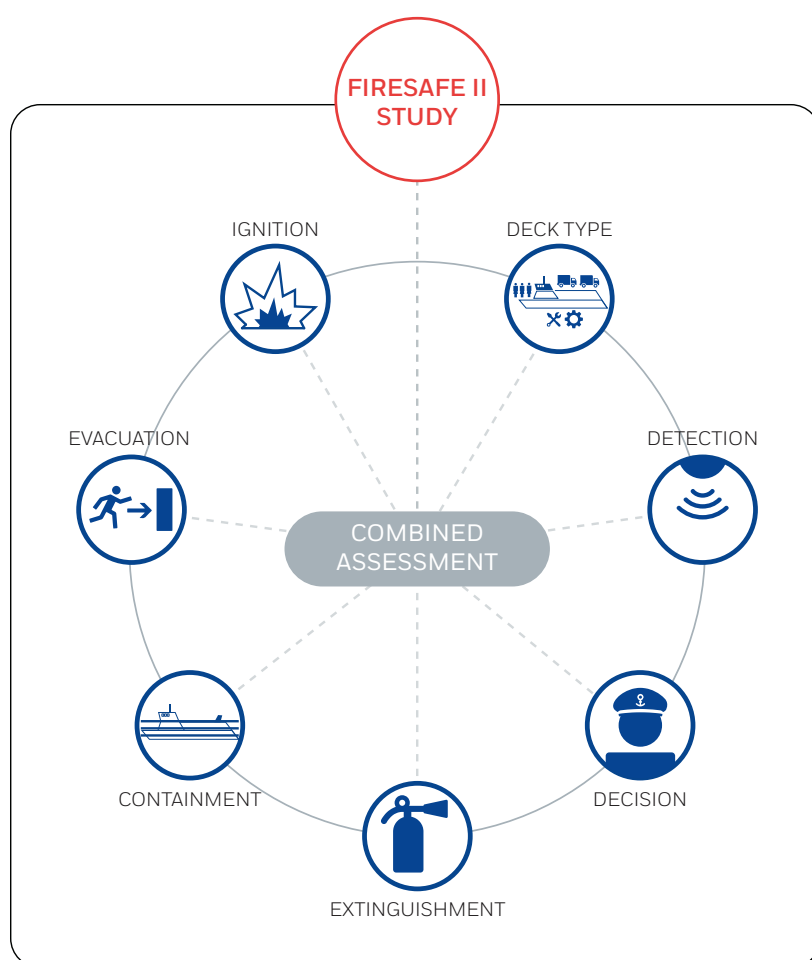 FIRESAFE II
STUDY
IGNITION
DECK TYPE
EVACUATION
DETECTION
COMBINED
ASSESSMENT
CONTAINMENT
DECISION
EXTINGUISHMENT